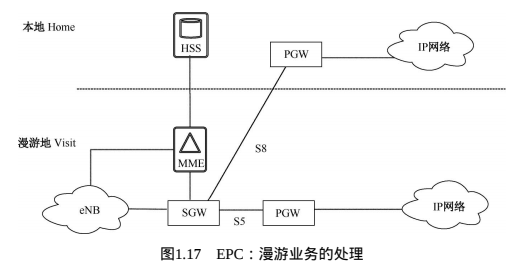 本地 Home
HSS
PGW
IP网络
S8
漫游地 Visit
MME
eNB
SGW
S5
PGW
IP网络
图1.17 EPC：漫游业务的处理